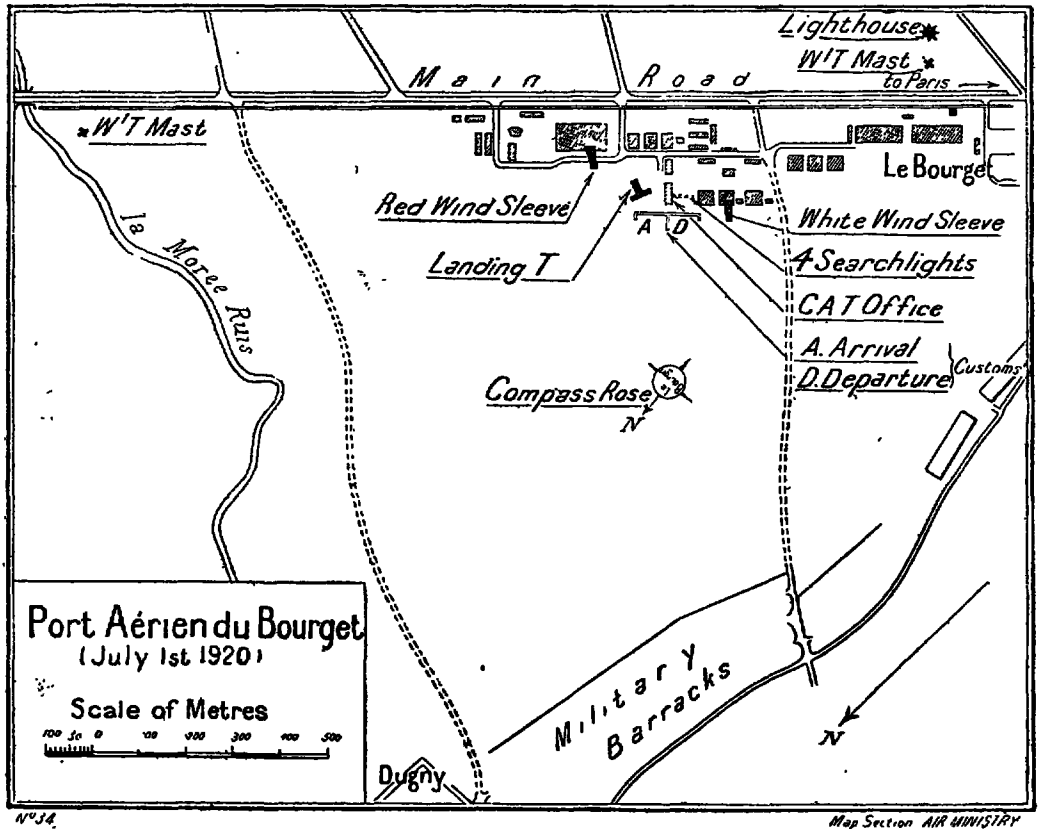 Lighthouse
W'T Mast
to Paris
Main Road
W'T Mast
Le Bourget
Red Wind Sleeve
White Wind Sleeve
A D
Landing T
4 Searchlights
la Moree Ruis
CAT Office
A. Arrival
D. Departure
Customs
Compass Rose
N
Port Aérien du Bourget
(July 1st 1920)
Military
Barracks
Scale of Metres
100 50 0 100 200 300 400 500
N
Dugny
Nº 34.
Map Section AIR MINISTRY